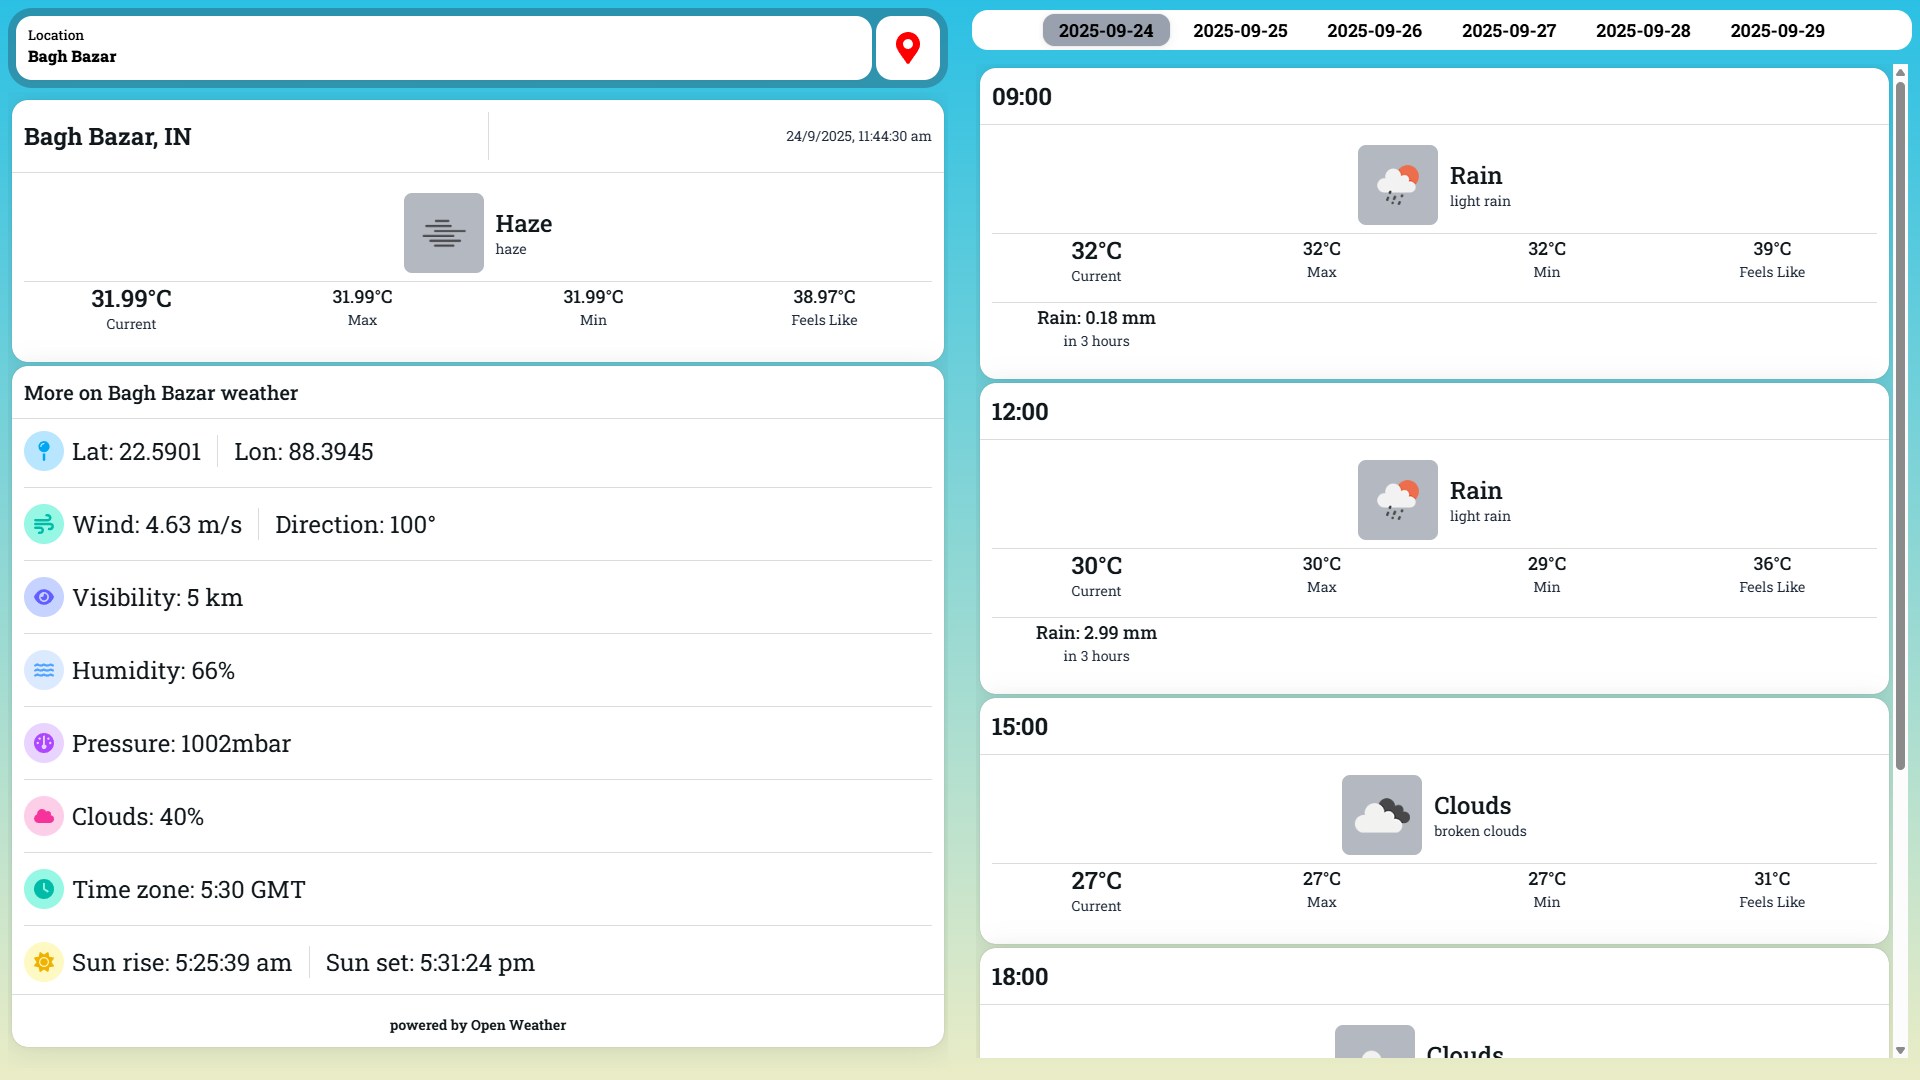 Location
Bagh Bazar
Bagh Bazar, IN
24/9/2025, 11:44:30 am
Haze
haze
31.99°C 31.99°C 31.99°C 38.97°C
Current Max Min Feels Like
More on Bagh Bazar weather
Lat: 22.5901 Lon: 88.3945
Wind: 4.63 m/s Direction: 100°
Visibility: 5 km
Humidity: 66%
Pressure: 1002mbar
Clouds: 40%
Time zone: 5:30 GMT
Sun rise: 5:25:39 am Sun set: 5:31:24 pm
powered by Open Weather
2025-09-24 2025-09-25 2025-09-26 2025-09-27 2025-09-28 2025-09-29
09:00
Rain
light rain
32°C 32°C 32°C 39°C
Current Max Min Feels Like
Rain: 0.18 mm
in 3 hours
12:00
Rain
light rain
30°C 30°C 29°C 36°C
Current Max Min Feels Like
Rain: 2.99 mm
in 3 hours
15:00
Clouds
broken clouds
27°C 27°C 27°C 31°C
Current Max Min Feels Like
18:00
Clouds